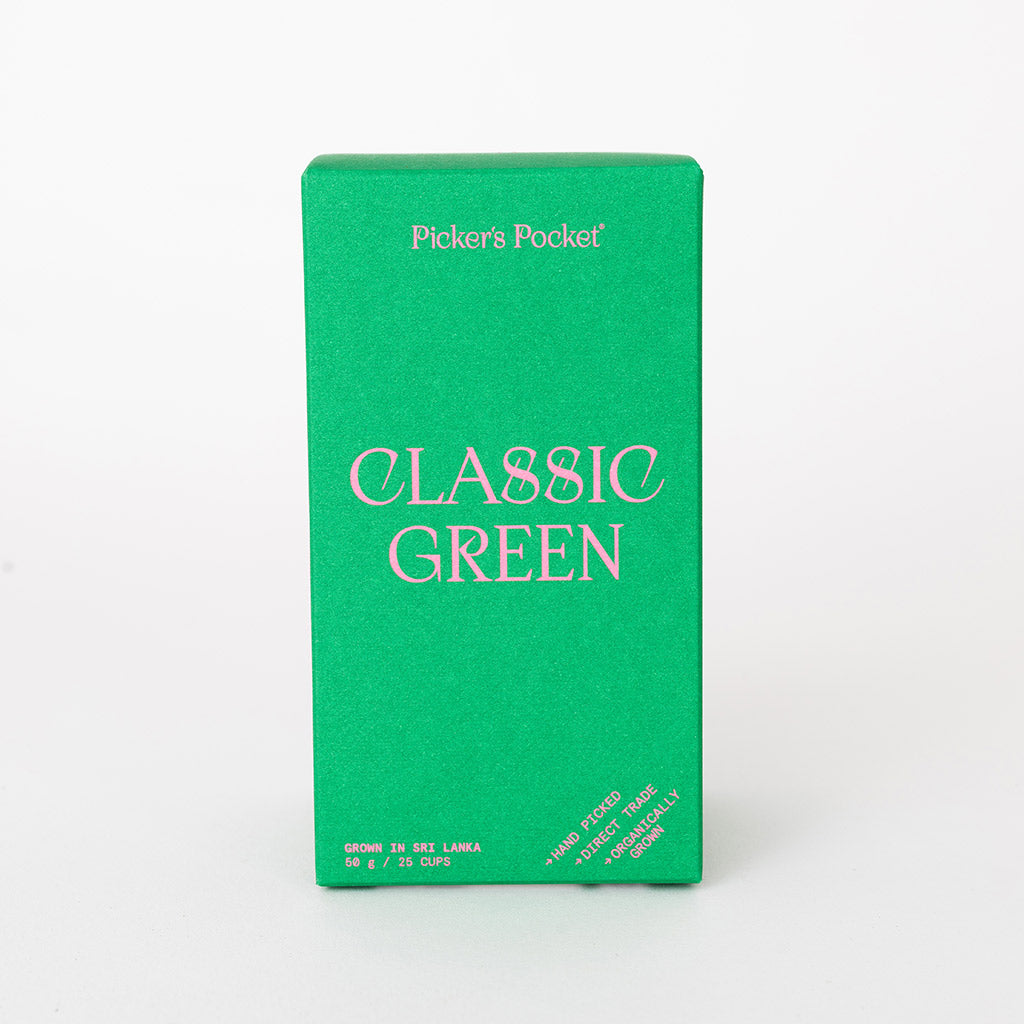 Picker's Pocket®
CLASSIC
GREEN
GROWN IN SRI LANKA
50 g / 25 CUPS
→HAND PICKED
→DIRECT TRADE
→ORGANICALLY
GROWN